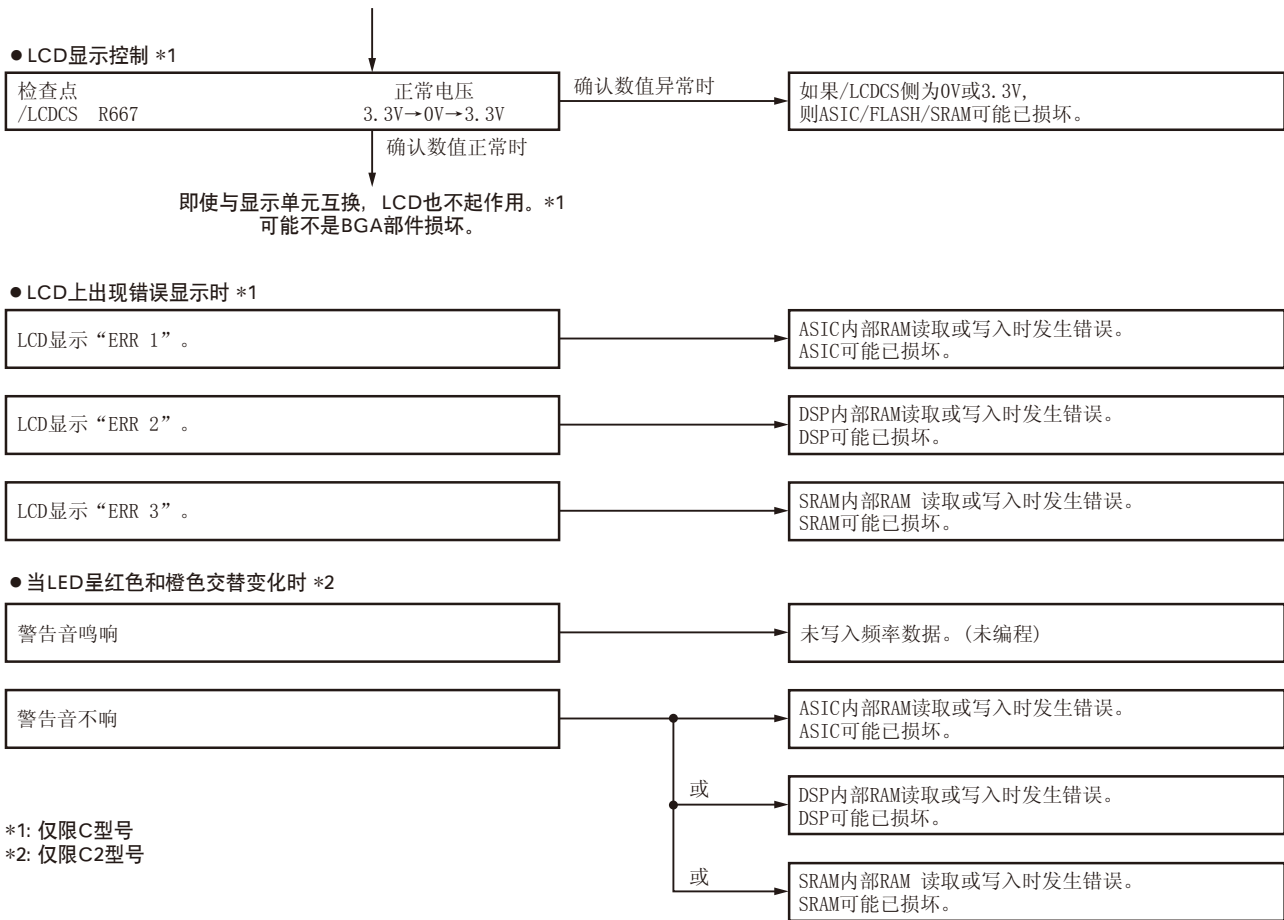 ●LCD显示控制 *1
检查点 正常电压
/LCDCS R667 3.3V→0V→3.3V
确认数值异常时
如果/LCDCS侧为0V或3.3V,
则ASIC/FLASH/SRAM可能已损坏。
确认数值正常时
即使与显示单元互换，LCD也不起作用。*1
可能不是BGA部件损坏。
●LCD上出现错误显示时 *1
LCD显示“ERR 1”。
ASIC内部RAM读取或写入时发生错误。
ASIC可能已损坏。
LCD显示“ERR 2”。
DSP内部RAM读取或写入时发生错误。
DSP可能已损坏。
LCD显示“ERR 3”。
SRAM内部RAM 读取或写入时发生错误。
SRAM可能已损坏。
●当LED呈红色和橙色交替变化时 *2
警告音鸣响
未写入频率数据。(未编程)
警告音不响
ASIC内部RAM读取或写入时发生错误。
ASIC可能已损坏。
或
DSP内部RAM读取或写入时发生错误。
DSP可能已损坏。
或
SRAM内部RAM 读取或写入时发生错误。
SRAM可能已损坏。
*1: 仅限C型号
*2: 仅限C2型号